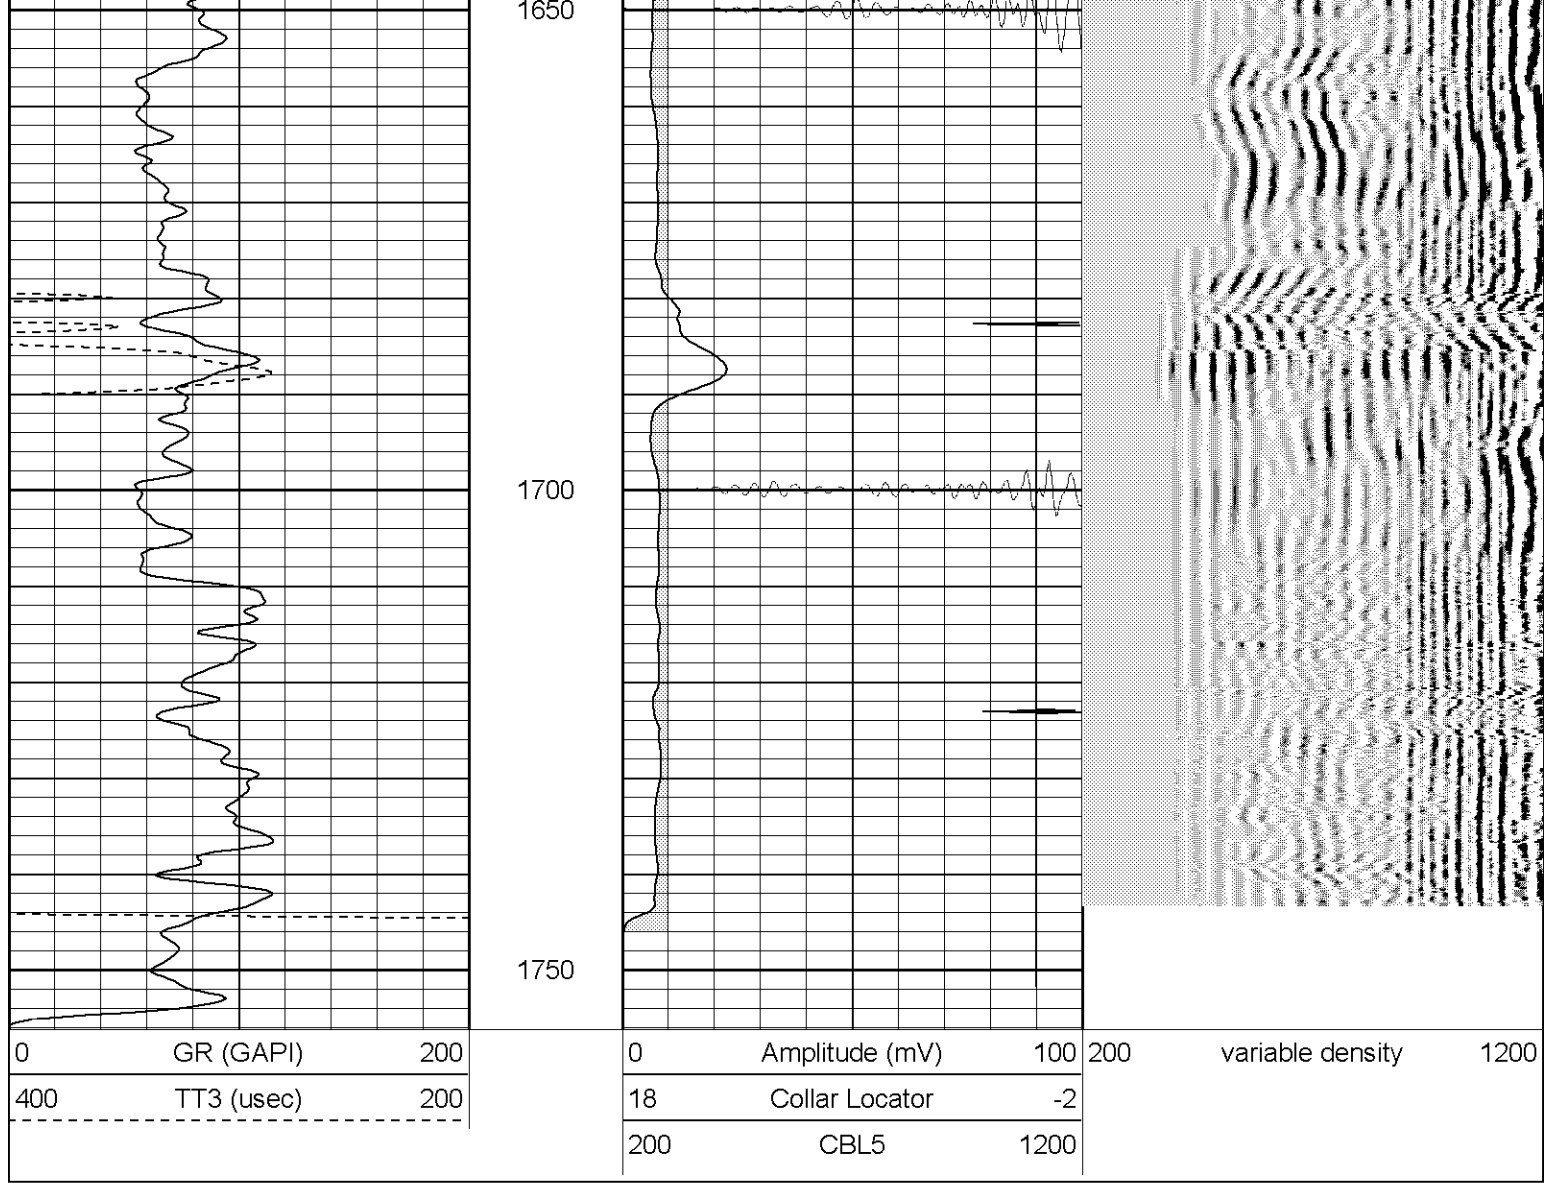 1650
1700
1750
0 GR (GAPI) 200
0 Amplitude (mV) 100
200 variable density 1200
400 TT3 (usec) 200
18 Collar Locator -2
200 CBL5 1200